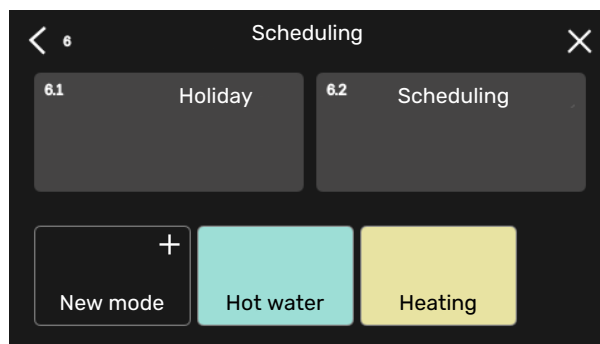 6 Scheduling
6.1 Holiday
6.2 Scheduling
New mode
Hot water
Heating